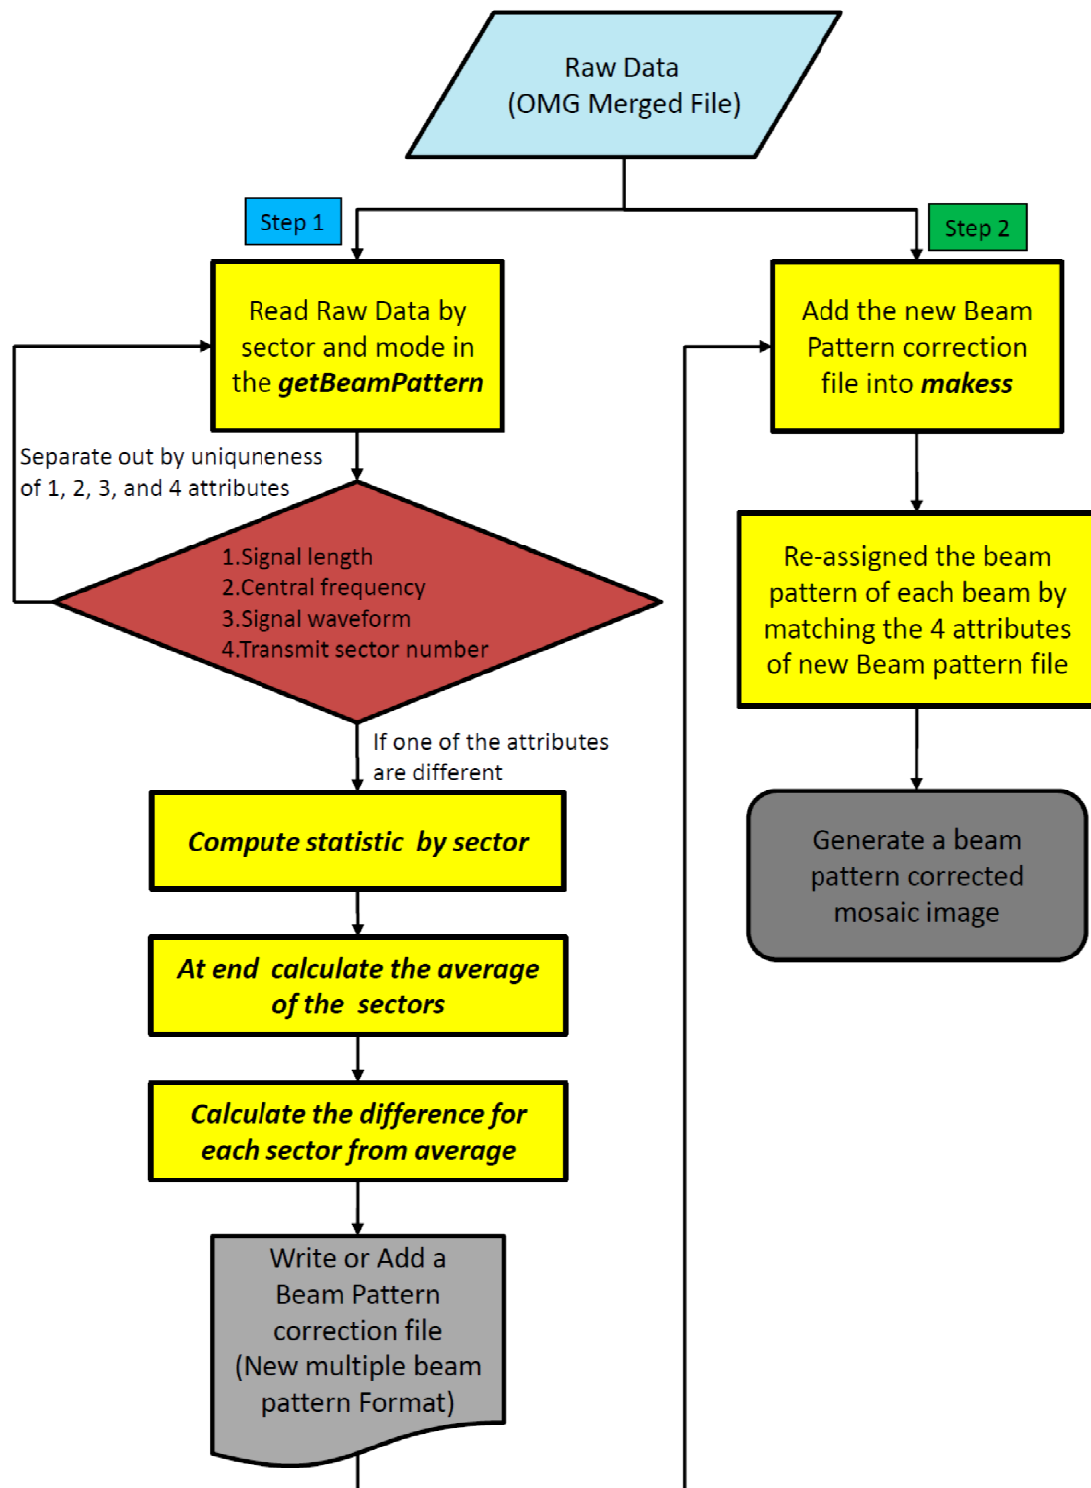 Raw Data
(OMG Merged File)
Step 1
Step 2
Read Raw Data by
sector and mode in
the getBeamPattern
Separate out by uniquneness
of 1, 2, 3, and 4 attributes
1.Signal length
2.Central frequency
3.Signal waveform
4.Transmit sector number
If one of the attributes
are different
Compute statistic by sector
At end calculate the average
of the sectors
Calculate the difference for
each sector from average
Write or Add a
Beam Pattern
correction file
(New multiple beam
pattern Format)
Add the new Beam
Pattern correction
file into makess
Re-assigned the beam
pattern of each beam by
matching the 4 attributes
of new Beam pattern file
Generate a beam
pattern corrected
mosaic image